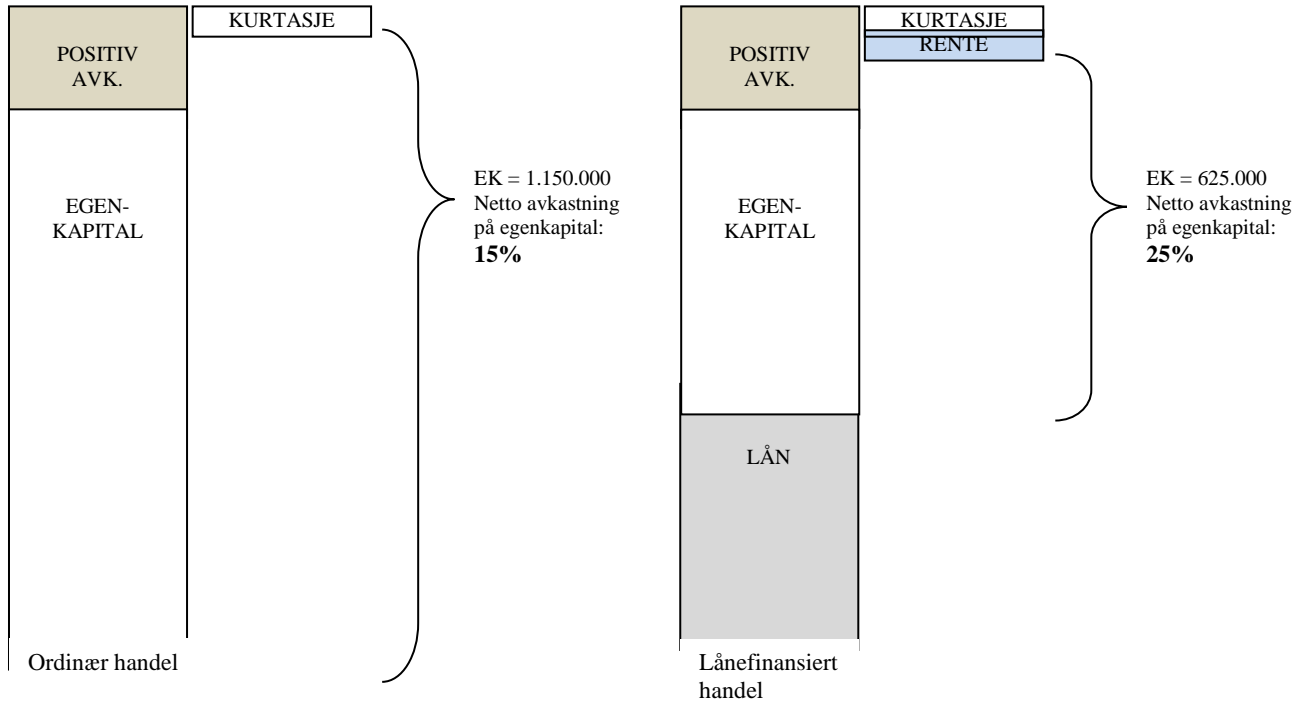 KURTASJE
POSITIV
AVK.
EGEN-
KAPITAL
EK = 1.150.000
Netto avkastning
på egenkapital:
15%
Ordinær handel
KURTASJE
RENTE
POSITIV
AVK.
EGEN-
KAPITAL
EK = 625.000
Netto avkastning
på egenkapital:
25%
LÅN
Lånefinansiert
handel